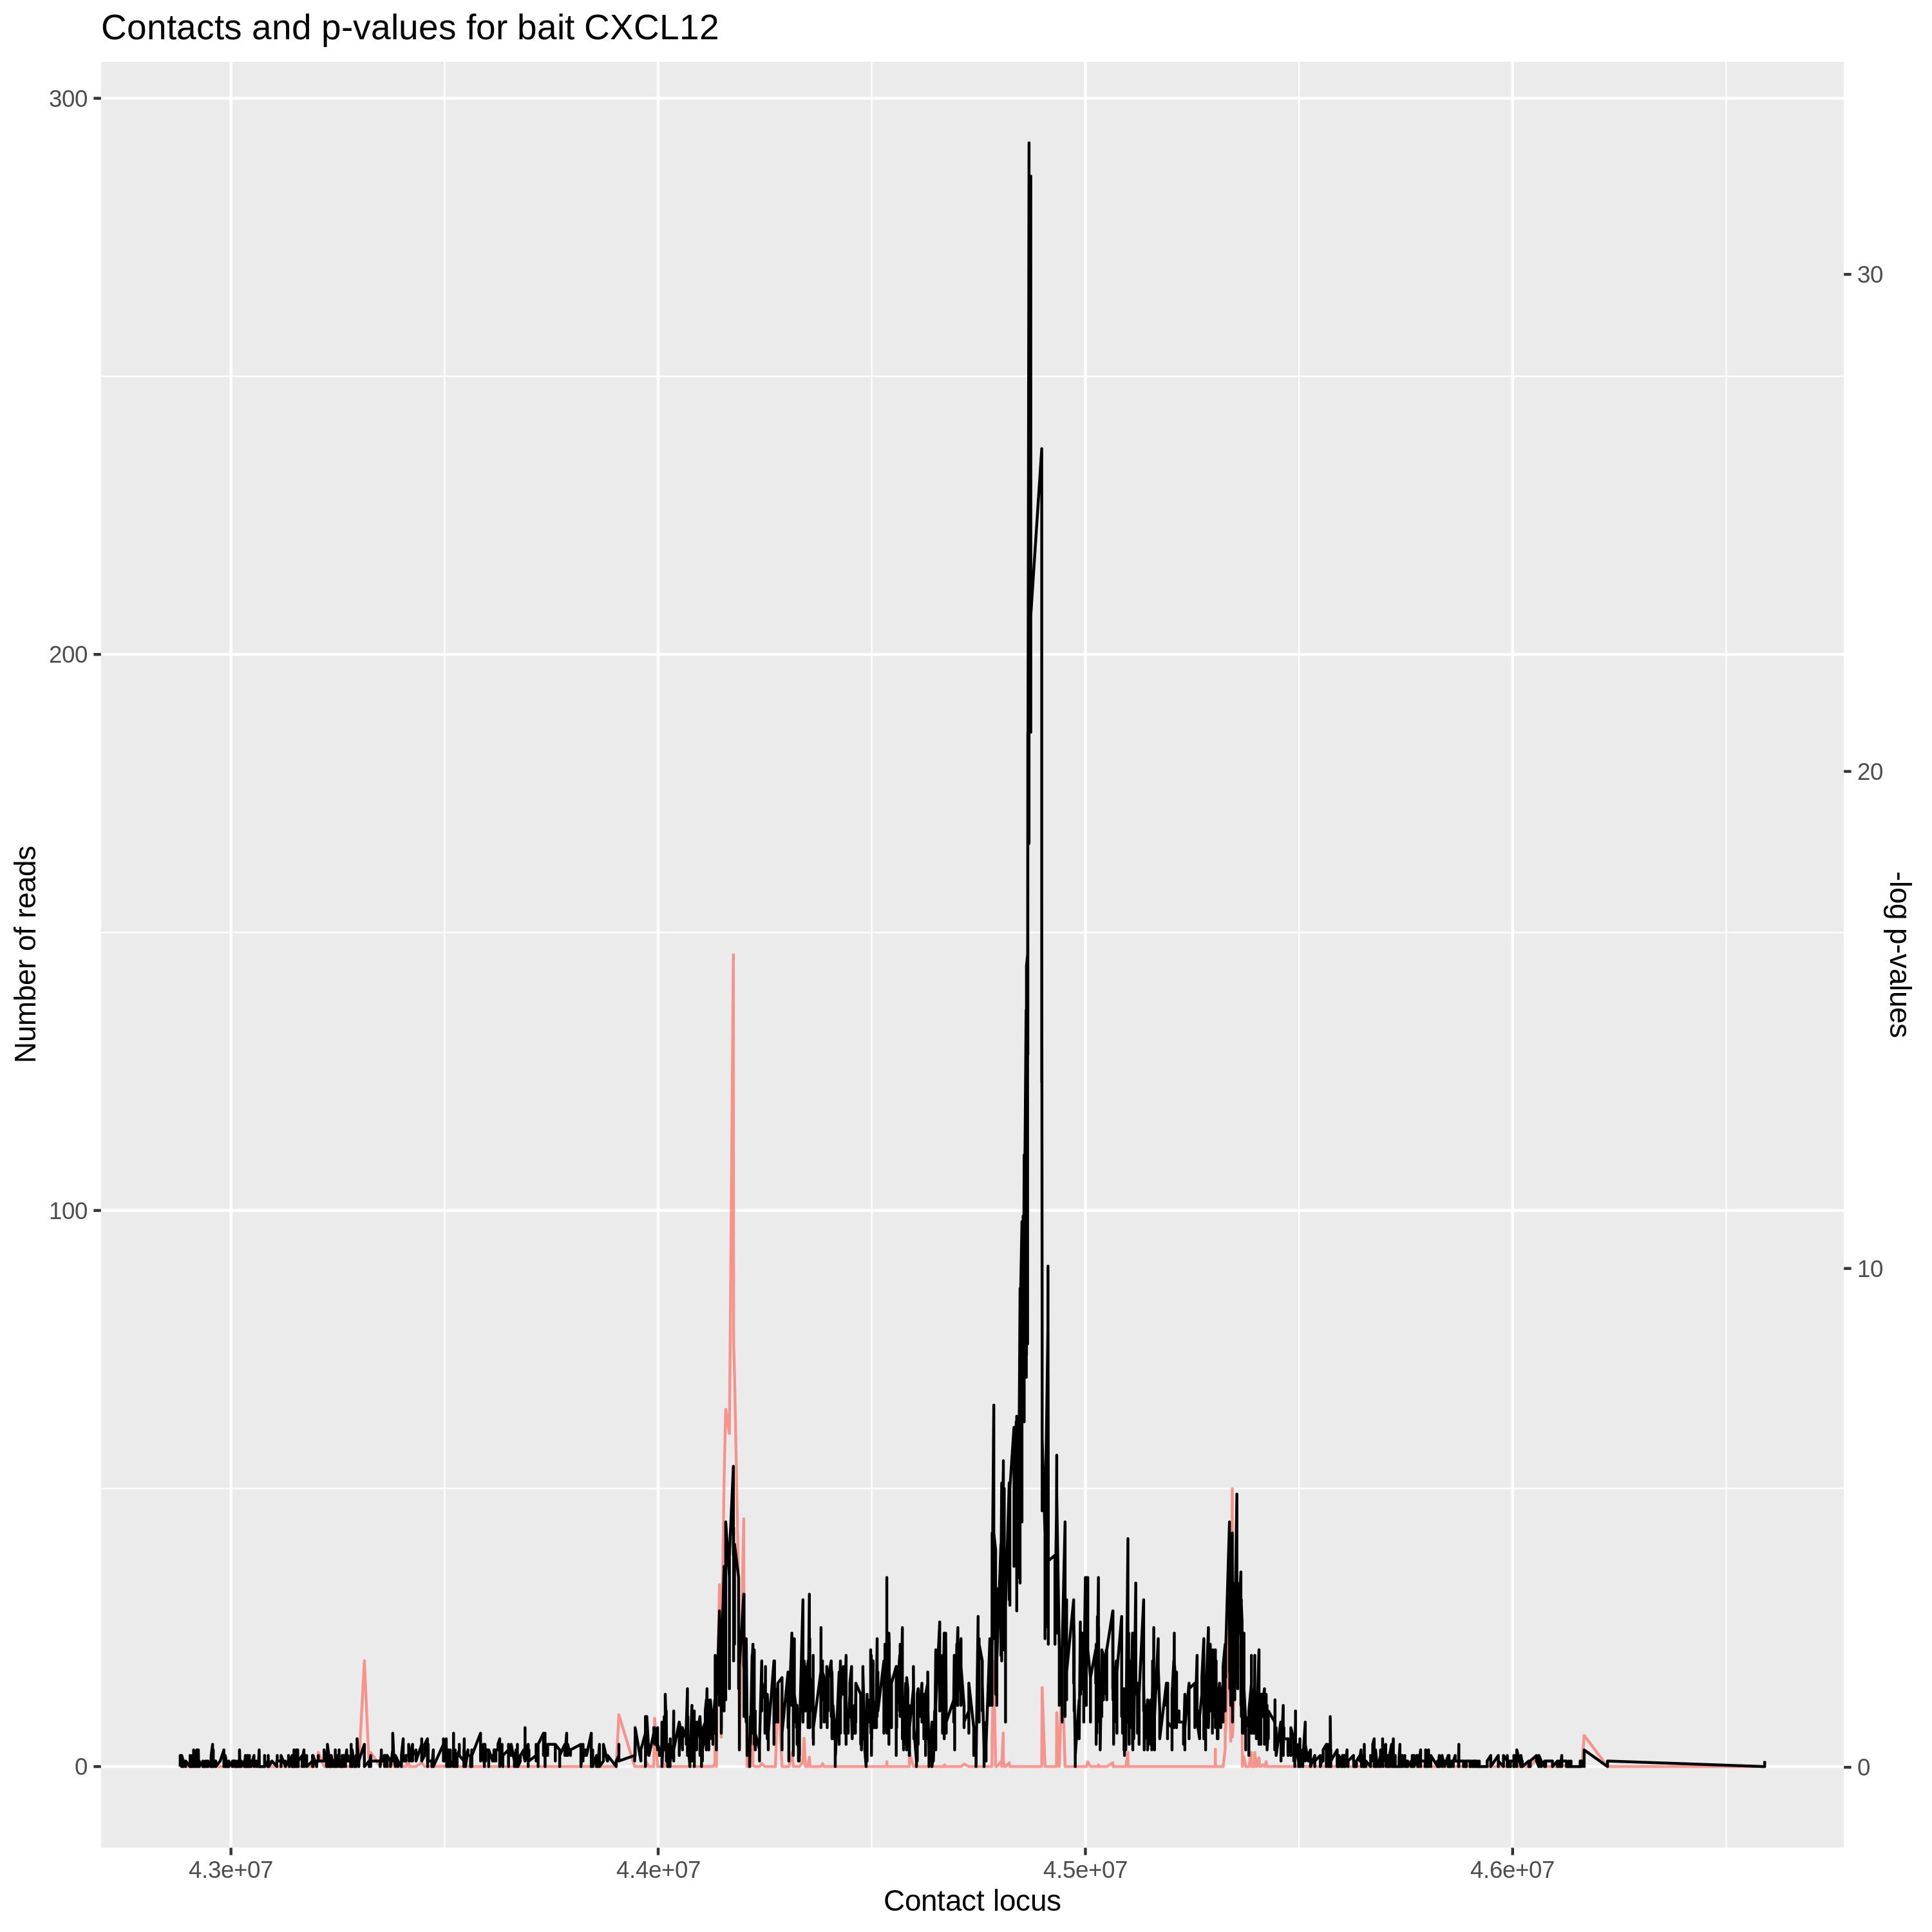 Contacts and p-values for bait CXCL12
300
200
100
0
Number of reads
30
20
10
0
-log p-values
4.3e+07 4.4e+07 4.5e+07 4.6e+07
Contact locus